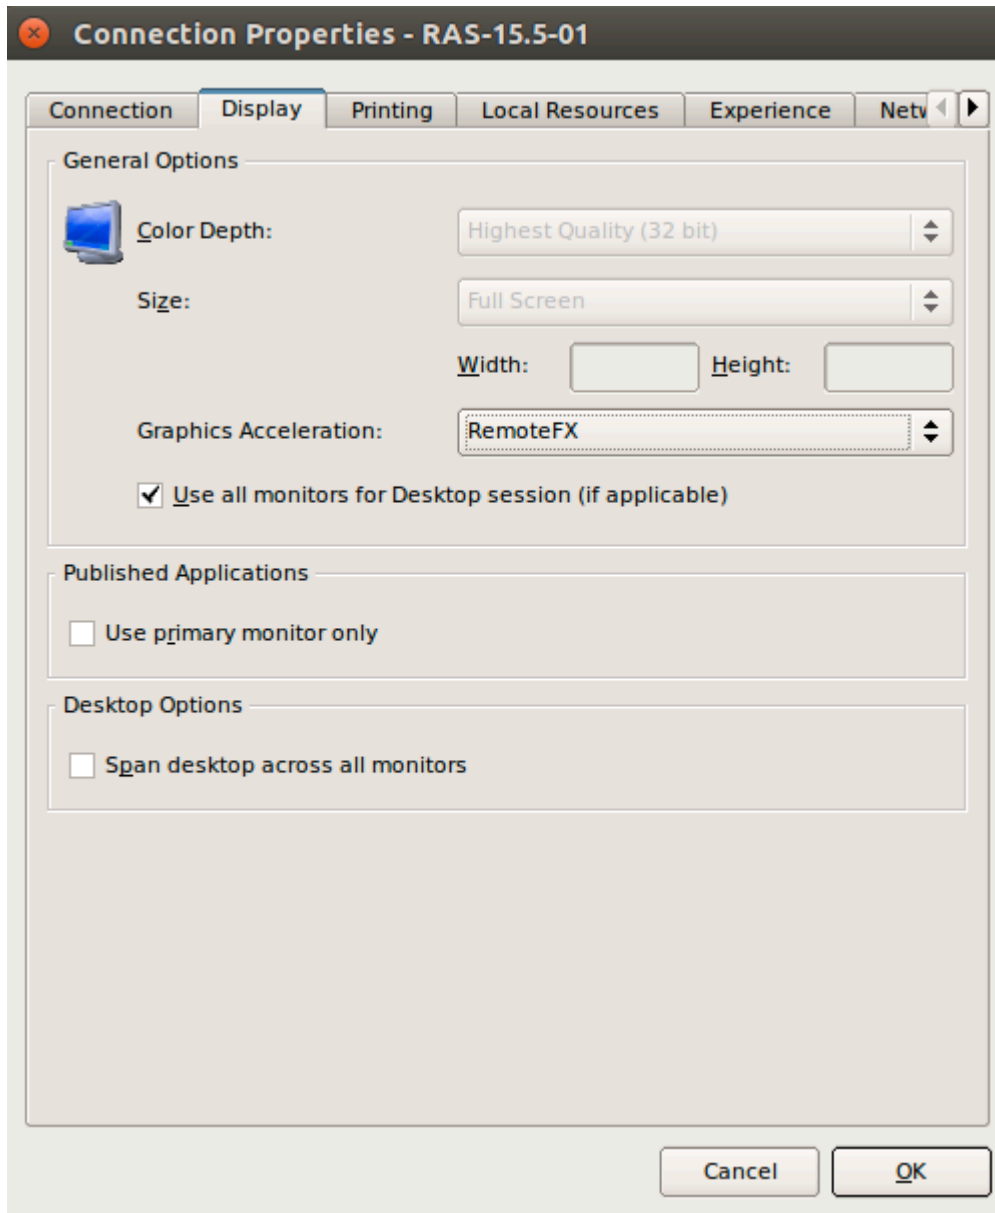 Connection Properties - RAS-15.5-01
Connection Display Printing Local Resources Experience Netw
General Options
Color Depth: Highest Quality (32 bit)
Size: Full Screen
Width: Height:
Graphics Acceleration: RemoteFX
Use all monitors for Desktop session (if applicable)
Published Applications
Use primary monitor only
Desktop Options
Span desktop across all monitors
Cancel OK